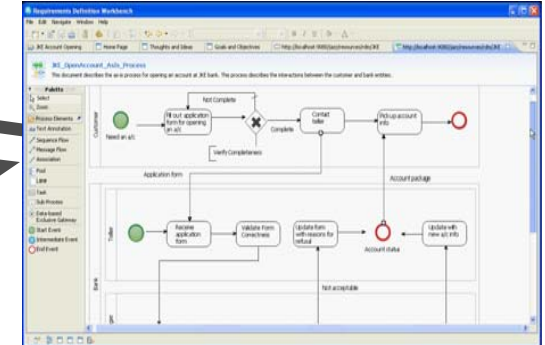 Requirements Definition Workbench
File Edit Navigate Window Help
JKE Account Opening
Home Page
Thoughts and Ideas
Goals and Objectives
JKE_OpenAccount_AsIs_Process
This document describes the as-is process for opening an account at JKE bank. The process describes the interactions between the customer and bank entities.
Palette
Select
Zoom
Process Elements
Text Annotation
Sequence Flow
Message Flow
Association
Pool
Lane
Task
Sub-Process
Data-based
Exclusive Gateway
Start Event
Intermediate Event
End Event
Customer
Need an a/c
Fill out application
form for opening
an a/c
Not Complete
Complete
Verify Completeness
Contact
teller
Pick up account
info
Application form
Account package
Bank
Teller
Receive
application
form
Validate Form
Correctness
Update form
with reasons for
refusal
Account status
Update with
new a/c info
Not acceptable